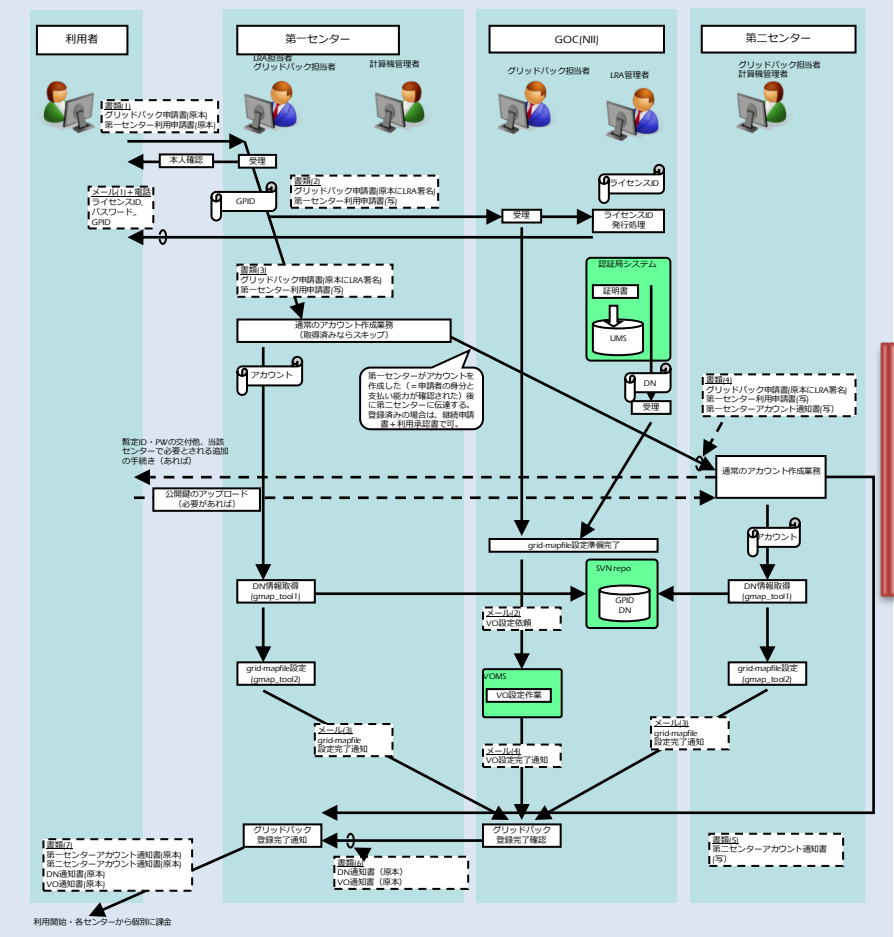 利用者
第一センター
GOC(NII)
第二センター
LRA担当者
グリッドパック担当者
計算機管理者
グリッドパック担当者
LRA管理者
グリッドパック担当者
計算機管理者
書類(1)
グリッドパック申請書(原本)
第一センター利用申請書(原本)
本人確認
受理
メール(1)+電話
ライセンスID,
パスワード,,
GPID
GPID
書類(2)
グリッドパック申請書(原本にLRA署名)
第一センター利用申請書(写)
受理
ライセンスID
ライセンスID
発行処理
書類(3)
グリッドパック申請書(原本にLRA署名)
第一センター利用申請書(写)
認証局システム
証明書
UMS
通常のアカウント作成業務
(取得済みならスキップ)
アカウント
第一センターがアカウントを
作成した(=申請者の身分と
支払い能力が確認された)後
に第二センターに伝達する。
登録済みの場合は、継続申請
書+利用承認書で可。
DN
受理
書類(4)
グリッドパック申請書(原本にLRA署名)
第一センター利用申請書(写)
第一センターアカウント通知書(写)
暫定ID・PWの交付他、当該
センターで必要とされる追加
の手続き(あれば)
通常のアカウント作成業務
公開鍵のアップロード
(必要があれば)
アカウント
grid-mapfile設定準備完了
DN情報取得
(gmap_tool1)
SVN repo
GPID
DN
DN情報取得
(gmap_tool1)
メール(2)
VO設定依頼
grid-mapfile設定
(gmap_tool2)
VOMS
VO設定作業
grid-mapfile設定
(gmap_tool2)
メール(3)
grid-mapfile
設定完了通知
メール(4)
VO設定完了通知
メール(3)
grid-mapfile
設定完了通知
グリッドパック
登録完了通知
グリッドパック
登録完了確認
書類(5)
第二センターアカウント通知書
(写)
書類(7)
第一センターアカウント通知書(原本)
第二センターアカウント通知書(原本)
DN通知書(原本)
VO通知書(原本)
書類(6)
DN通知書(原本)
VO通知書(原本)
利用開始・各センターから個別に課金